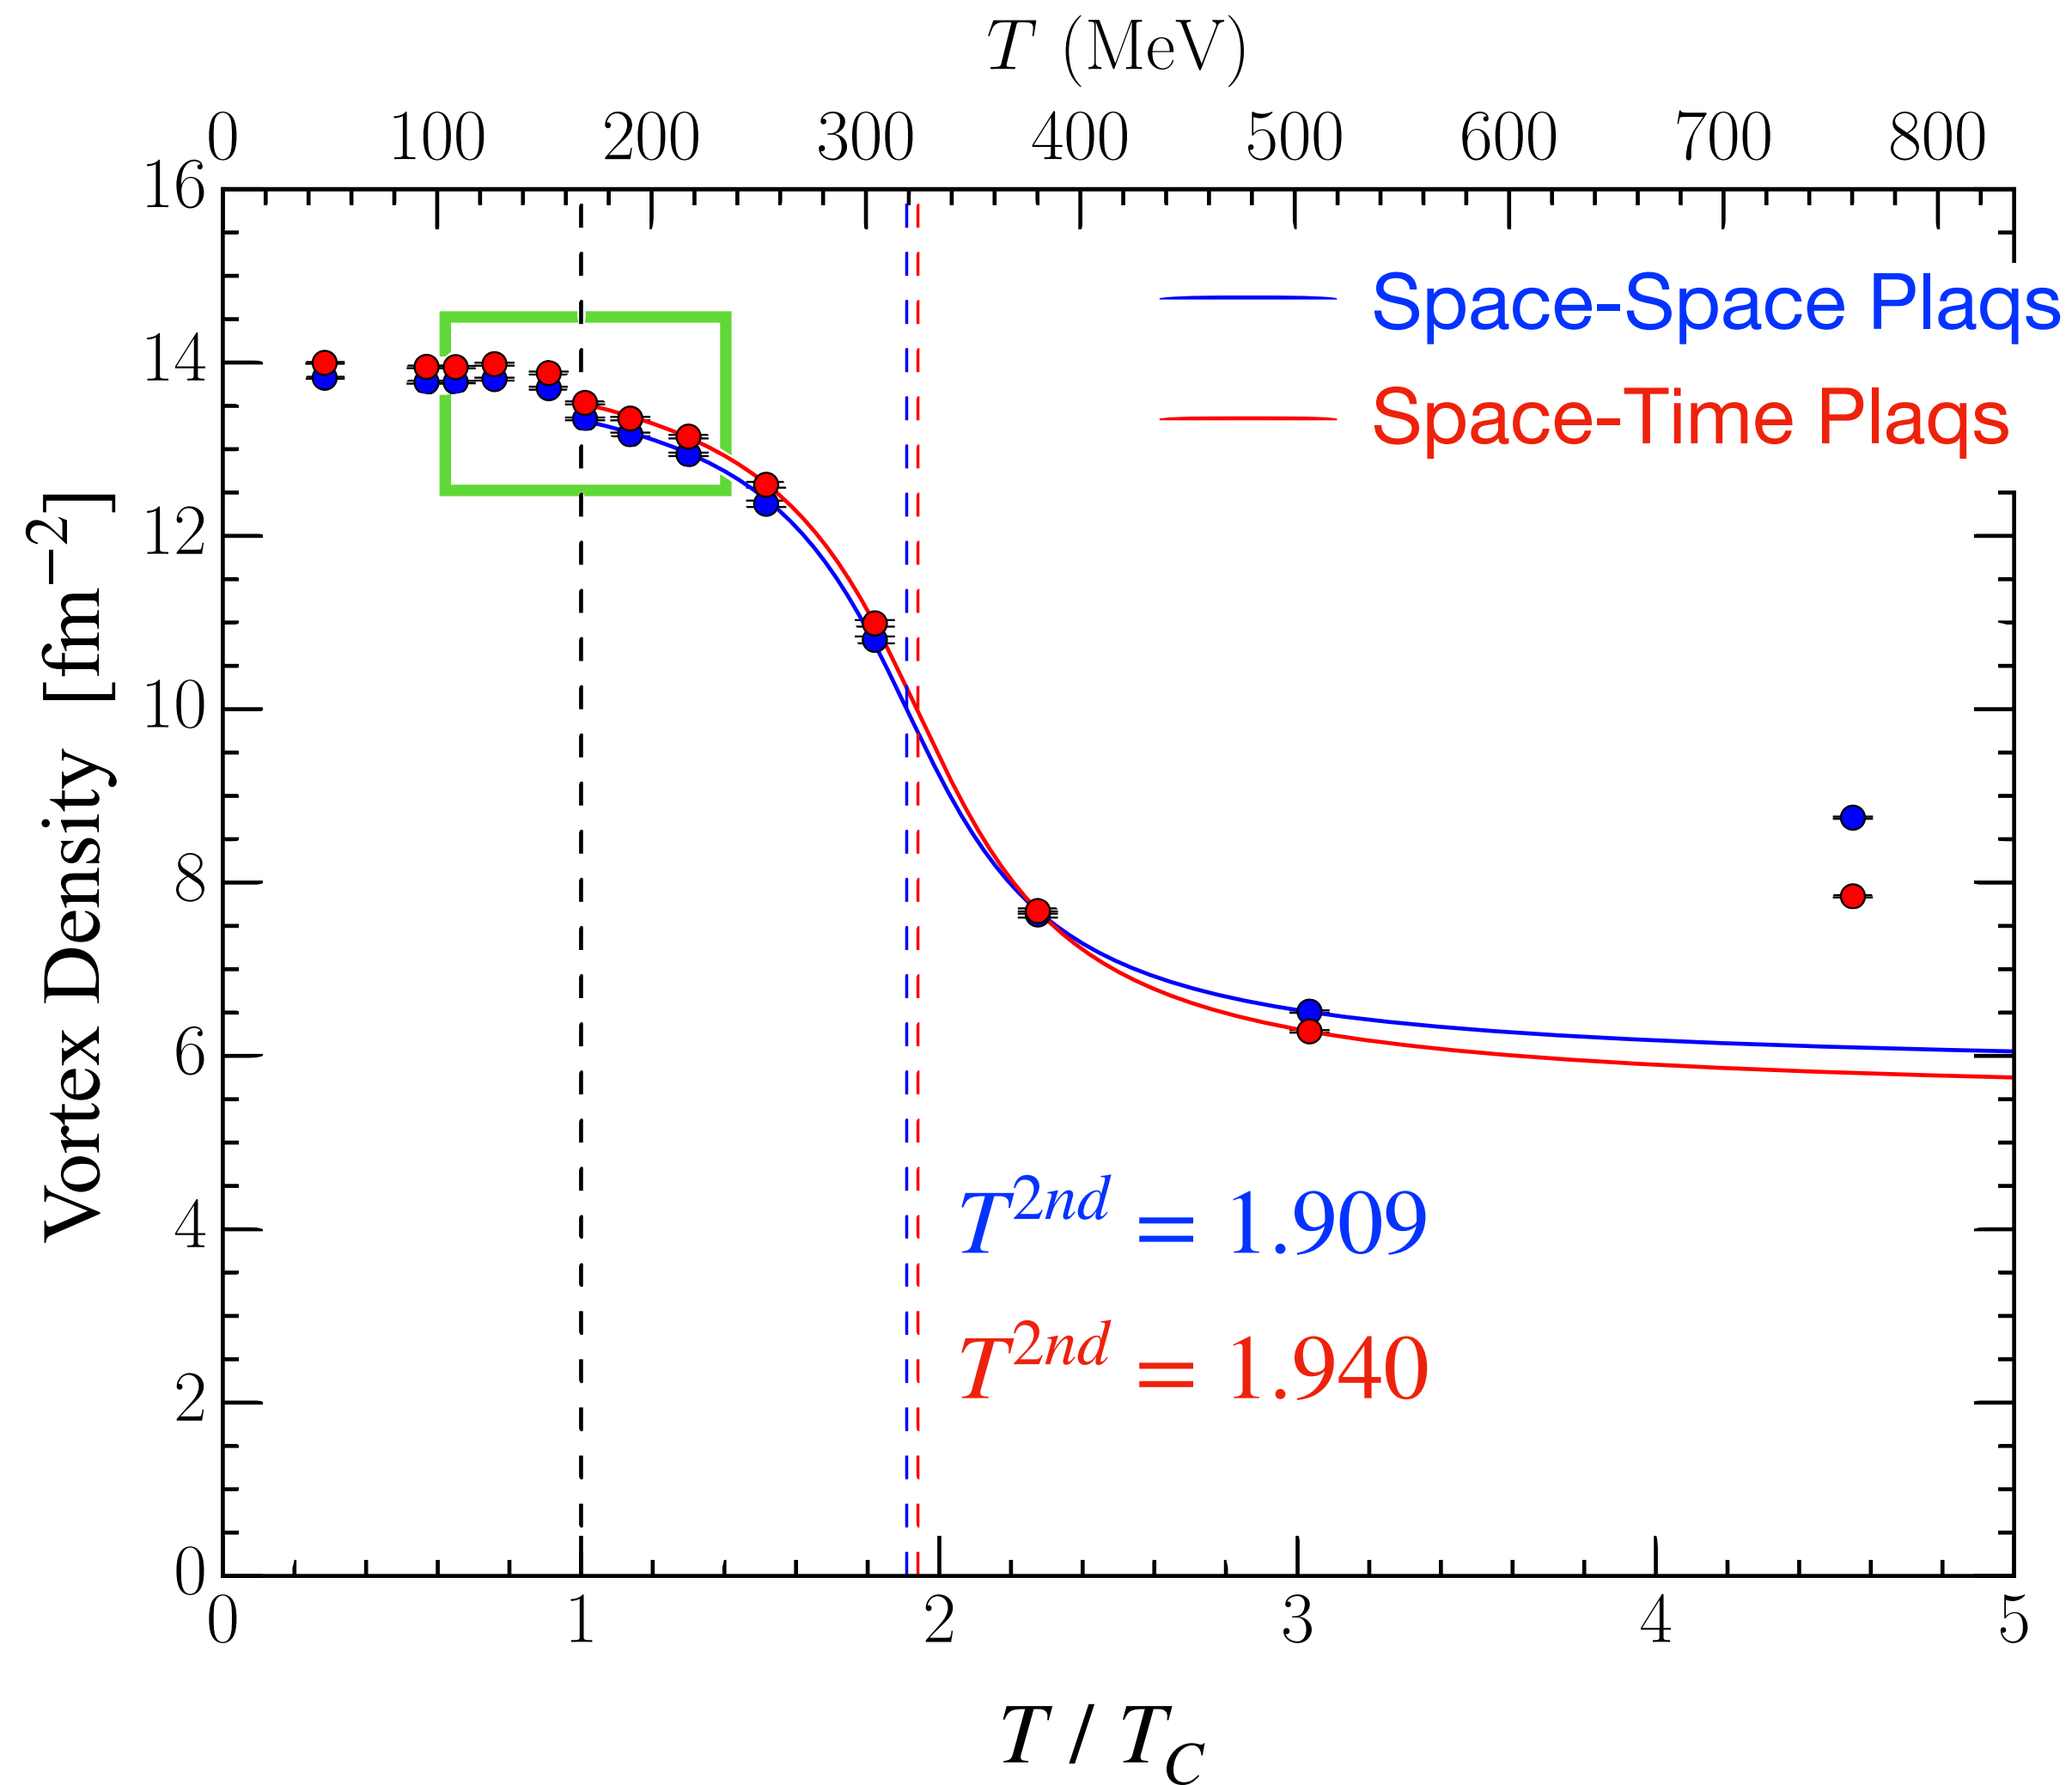 T (MeV)
0 100 200 300 400 500 600 700 800
16
Space-Space Plaqs
14
Space-Time Plaqs
12
Vortex Density [fm⁻²]
10
8
6
4
T²ⁿᵈ = 1.909
T²ⁿᵈ = 1.940
2
0
0 1 2 3 4 5
T / T_C